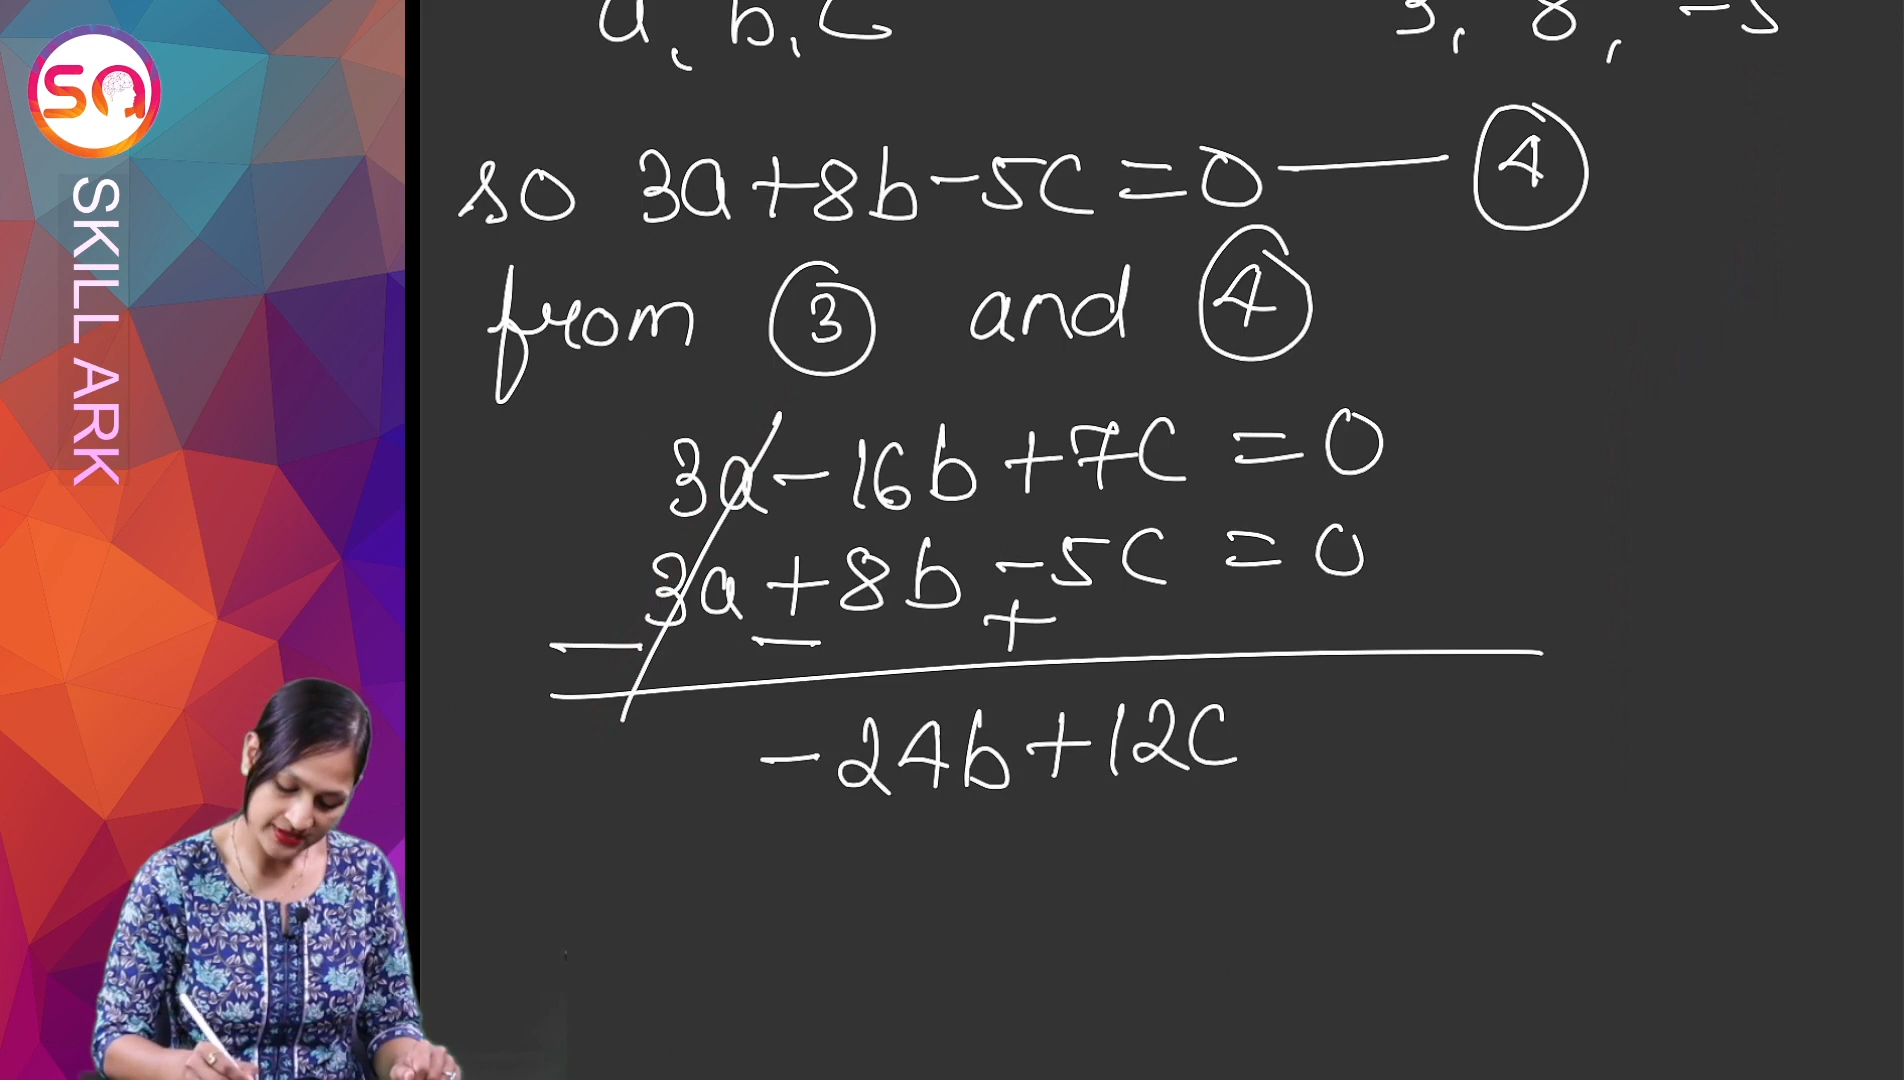 SA
SKILL ARK
a, b, c 3, 8, -5
so 3a+8b-5c=0 — 4
from 3 and 4
3a-16b+7c=0
3a+8b-5c=0
- - +
-24b+12c